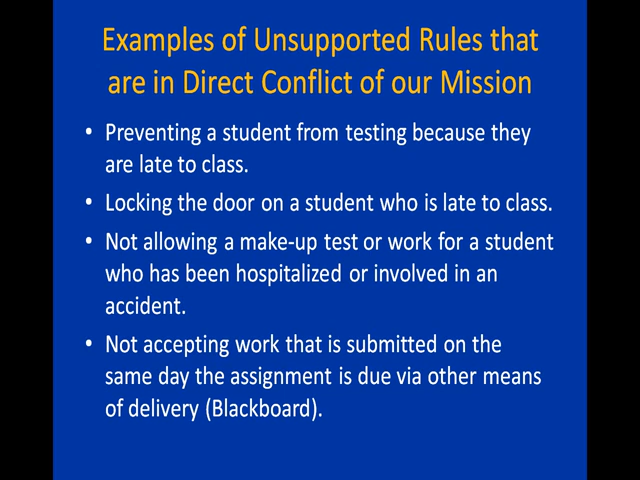 Examples of Unsupported Rules that
are in Direct Conflict of our Mission
• Preventing a student from testing because they
are late to class.
• Locking the door on a student who is late to class.
• Not allowing a make-up test or work for a student
who has been hospitalized or involved in an
accident.
• Not accepting work that is submitted on the
same day the assignment is due via other means
of delivery (Blackboard).